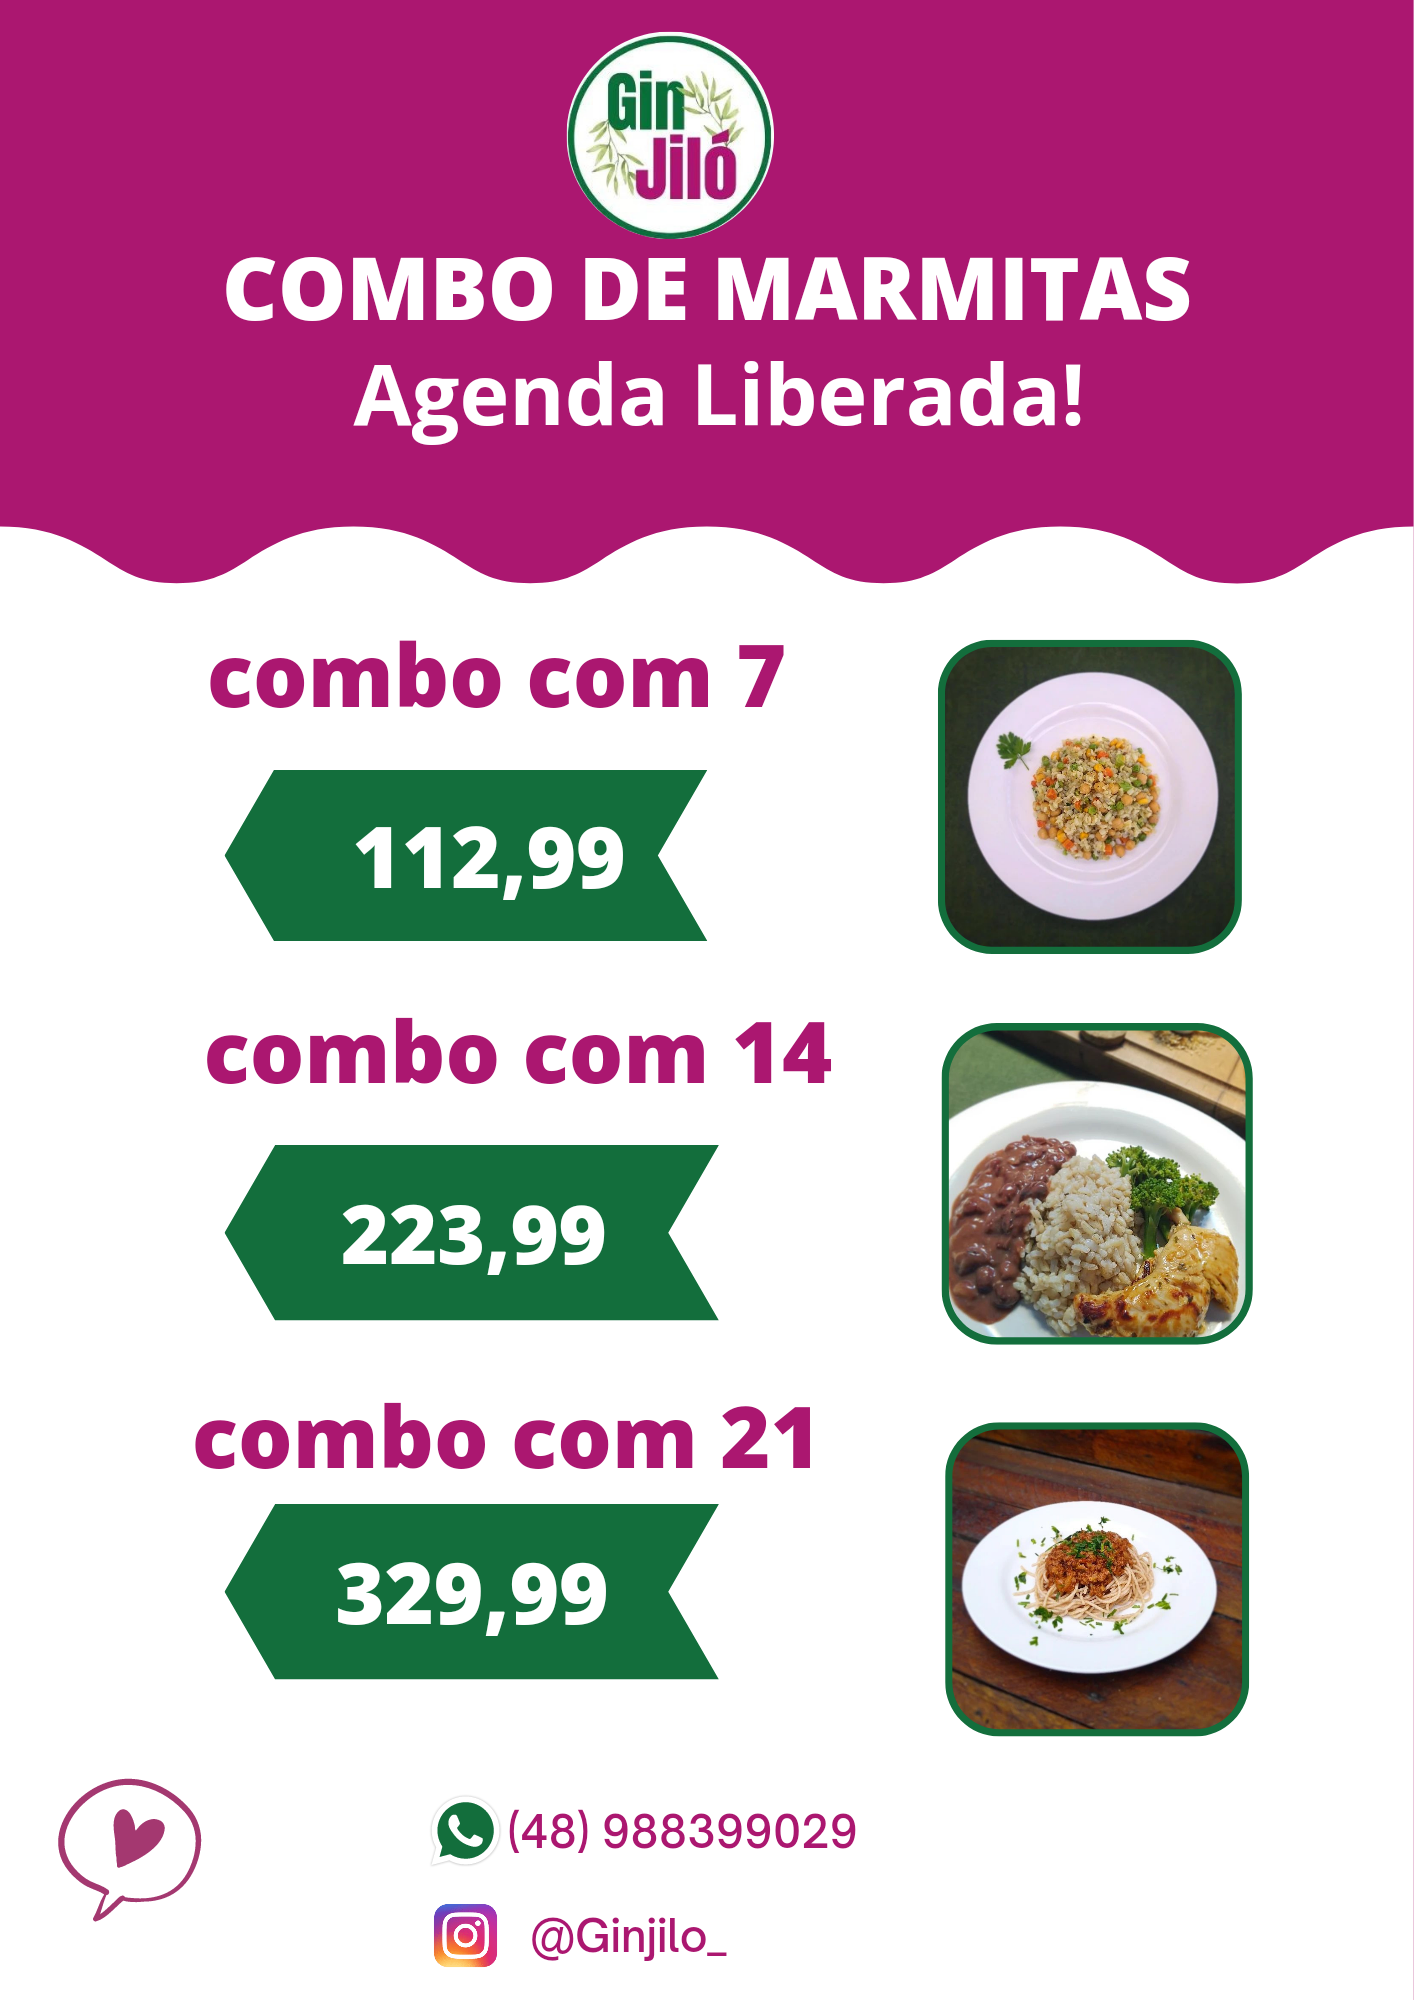 Gin
Jiló
COMBO DE MARMITAS
Agenda Liberada!
combo com 7
112,99
combo com 14
223,99
combo com 21
329,99
(48) 988399029
@Ginjilo_